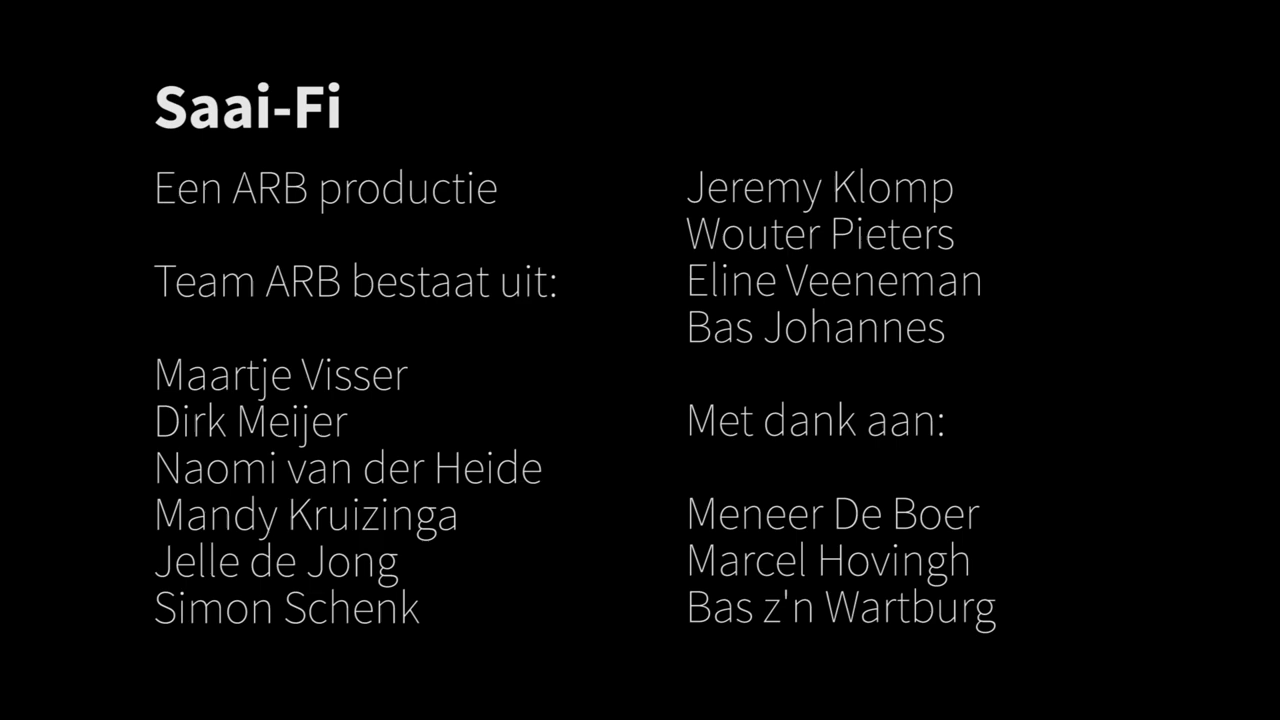 Saai-Fi
Een ARB productie
Team ARB bestaat uit:
Maartje Visser
Dirk Meijer
Naomi van der Heide
Mandy Kruizinga
Jelle de Jong
Simon Schenk
Jeremy Klomp
Wouter Pieters
Eline Veeneman
Bas Johannes
Met dank aan:
Meneer De Boer
Marcel Hovingh
Bas z'n Wartburg